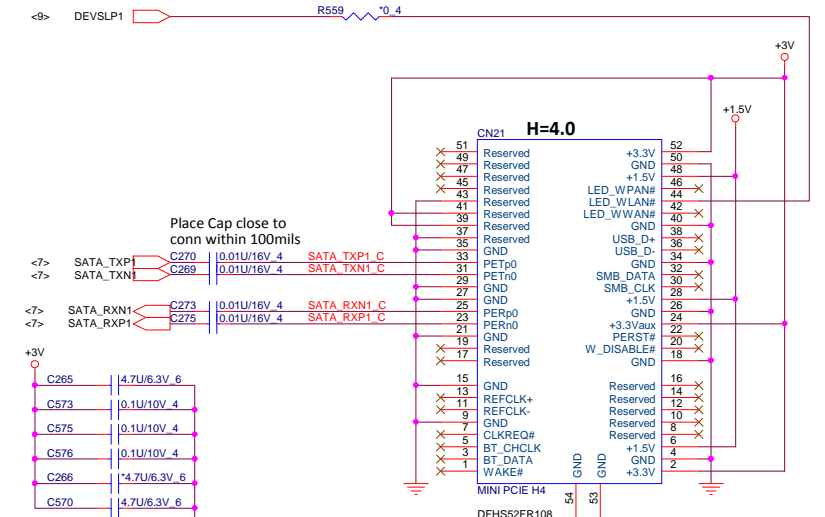 <9> DEVSLP1 R559 *0_4
+3V
+1.5V
CN21 H=4.0
51 Reserved +3.3V 52
49 Reserved GND 50
47 Reserved +1.5V 48
45 Reserved LED_WPAN# 46
43 Reserved LED_WLAN# 44
41 Reserved LED_WWAN# 42
39 Reserved GND 40
37 Reserved USB_D+ 38
35 GND USB_D- 36
33 PETp0 GND 34
31 PETn0 SMB_DATA 32
29 GND SMB_CLK 30
27 GND +1.5V 28
25 PERp0 GND 26
23 PERn0 +3.3Vaux 24
21 GND PERST# 22
19 Reserved W_DISABLE# 20
17 Reserved GND 18
15 GND Reserved 16
13 REFCLK+ Reserved 14
11 REFCLK- Reserved 12
9 GND Reserved 10
7 CLKREQ# Reserved 8
5 BT_CHCLK +1.5V 6
3 BT_DATA GND 4
1 WAKE# +3.3V 2
GND GND
MINI PCIE H4 54 53
DFHS52FR108
Place Cap close to
conn within 100mils
<7> SATA_TXP1 C270 0.01U/16V_4 SATA_TXP1_C
<7> SATA_TXN1 C269 0.01U/16V_4 SATA_TXN1_C
<7> SATA_RXN1 C273 0.01U/16V_4 SATA_RXN1_C
<7> SATA_RXP1 C275 0.01U/16V_4 SATA_RXP1_C
+3V
C265 4.7U/6.3V_6
C573 0.1U/10V_4
C575 0.1U/10V_4
C576 0.1U/10V_4
C266 *4.7U/6.3V_6
C570 4.7U/6.3V_6